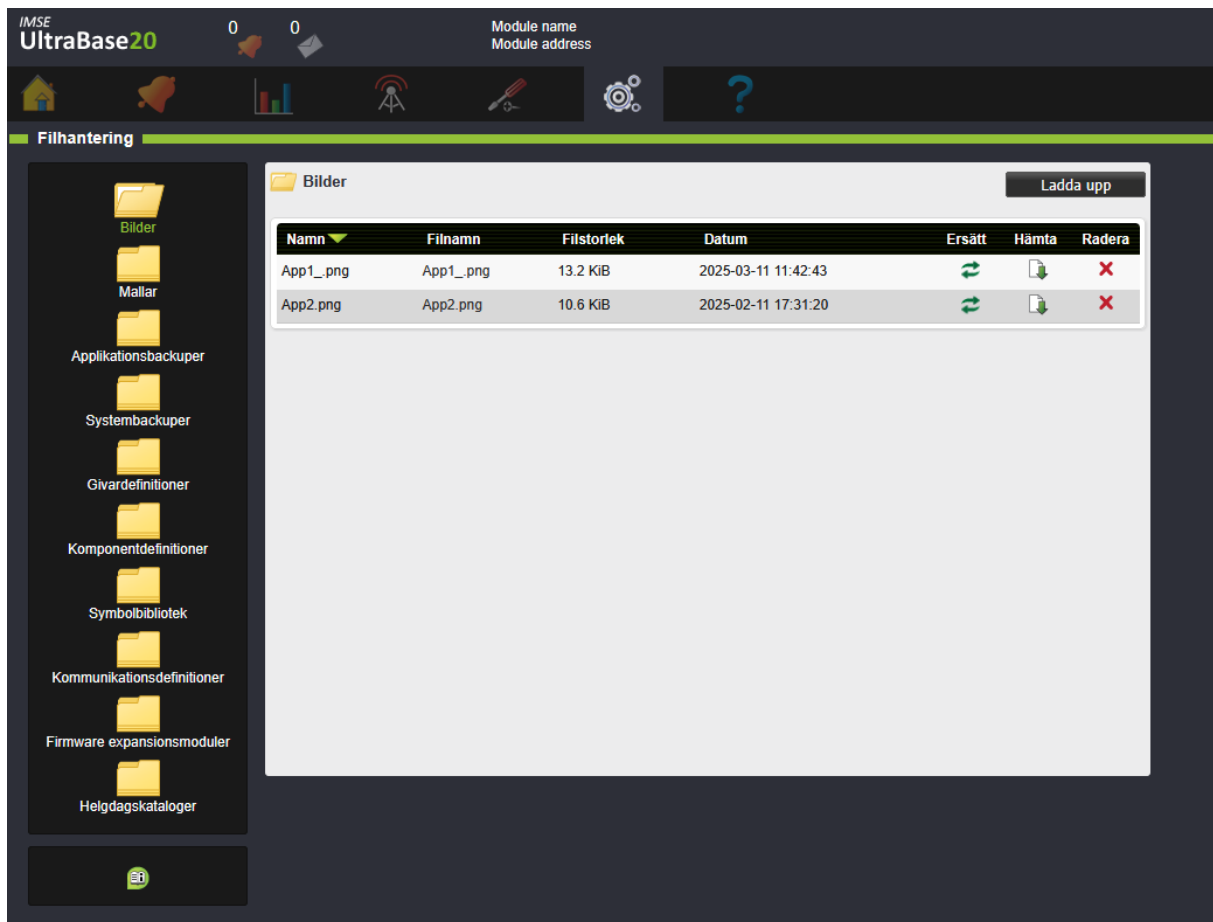 IMSE
UltraBase20
0
0
Module name
Module address
?
Filhantering
Bilder
Mallar
Applikationsbackuper
Systembackuper
Givardefinitioner
Komponentdefinitioner
Symbolbibliotek
Kommunikationsdefinitioner
Firmware expansionsmoduler
Helgdagskataloger
Bilder
Ladda upp
Namn Filnamn Filstorlek Datum Ersätt Hämta Radera
App1_.png App1_.png 13.2 KiB 2025-03-11 11:42:43
App2.png App2.png 10.6 KiB 2025-02-11 17:31:20